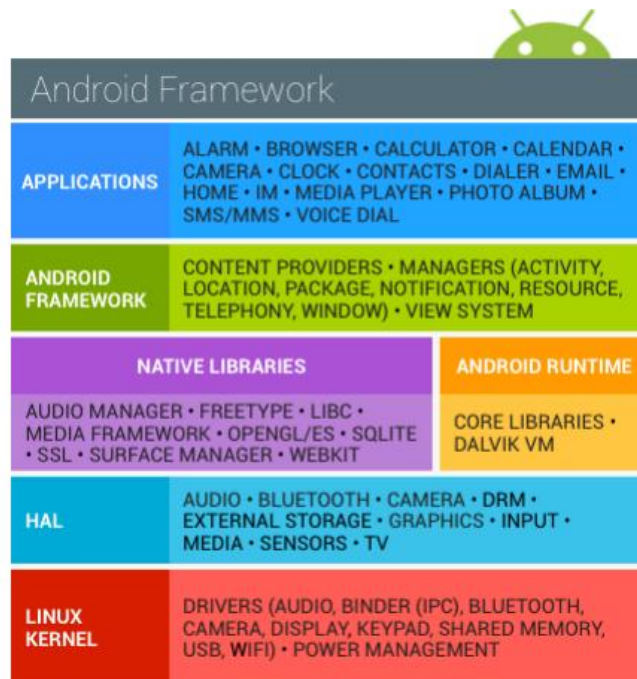 Android Framework
APPLICATIONS
ALARM • BROWSER • CALCULATOR • CALENDAR •
CAMERA • CLOCK • CONTACTS • DIALER • EMAIL •
HOME • IM • MEDIA PLAYER • PHOTO ALBUM •
SMS/MMS • VOICE DIAL
ANDROID
FRAMEWORK
CONTENT PROVIDERS • MANAGERS (ACTIVITY,
LOCATION, PACKAGE, NOTIFICATION, RESOURCE,
TELEPHONY, WINDOW) • VIEW SYSTEM
NATIVE LIBRARIES
AUDIO MANAGER • FREETYPE • LIBC •
MEDIA FRAMEWORK • OPENGL/ES • SQLITE
• SSL • SURFACE MANAGER • WEBKIT
ANDROID RUNTIME
CORE LIBRARIES •
DALVIK VM
HAL
AUDIO • BLUETOOTH • CAMERA • DRM •
EXTERNAL STORAGE • GRAPHICS • INPUT •
MEDIA • SENSORS • TV
LINUX
KERNEL
DRIVERS (AUDIO, BINDER (IPC), BLUETOOTH,
CAMERA, DISPLAY, KEYPAD, SHARED MEMORY,
USB, WIFI) • POWER MANAGEMENT